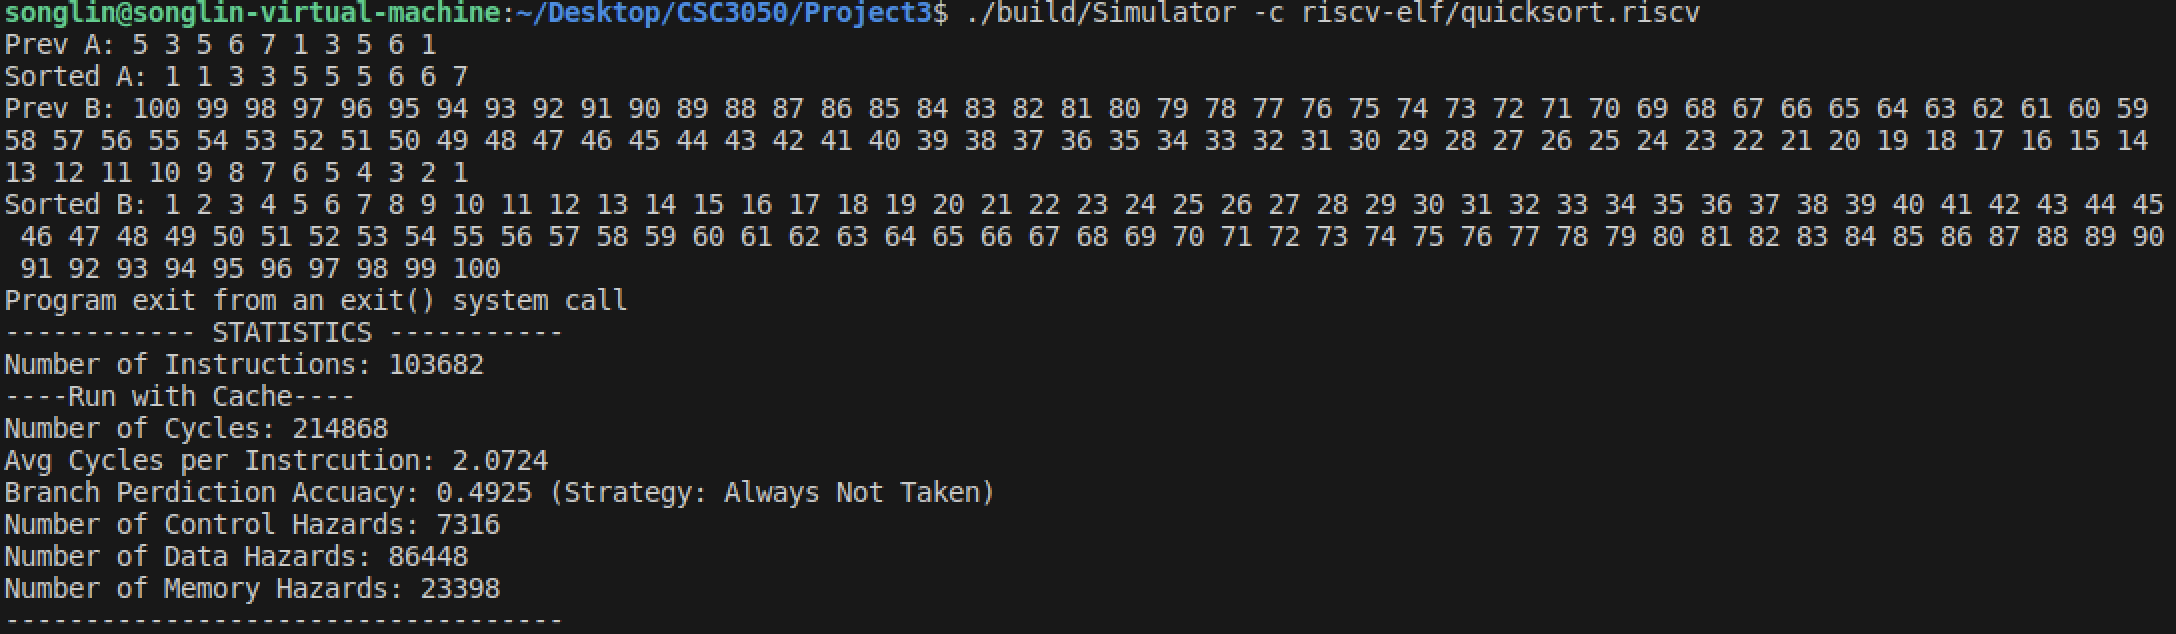 songlin@songlin-virtual-machine:~/Desktop/CSC3050/Project3$ ./build/Simulator -c riscv-elf/quicksort.riscv
Prev A: 5 3 5 6 7 1 3 5 6 1
Sorted A: 1 1 3 3 5 5 5 6 6 7
Prev B: 100 99 98 97 96 95 94 93 92 91 90 89 88 87 86 85 84 83 82 81 80 79 78 77 76 75 74 73 72 71 70 69 68 67 66 65 64 63 62 61 60 59
58 57 56 55 54 53 52 51 50 49 48 47 46 45 44 43 42 41 40 39 38 37 36 35 34 33 32 31 30 29 28 27 26 25 24 23 22 21 20 19 18 17 16 15 14
13 12 11 10 9 8 7 6 5 4 3 2 1
Sorted B: 1 2 3 4 5 6 7 8 9 10 11 12 13 14 15 16 17 18 19 20 21 22 23 24 25 26 27 28 29 30 31 32 33 34 35 36 37 38 39 40 41 42 43 44 45
 46 47 48 49 50 51 52 53 54 55 56 57 58 59 60 61 62 63 64 65 66 67 68 69 70 71 72 73 74 75 76 77 78 79 80 81 82 83 84 85 86 87 88 89 90
 91 92 93 94 95 96 97 98 99 100
Program exit from an exit() system call
------------ STATISTICS -----------
Number of Instructions: 103682
----Run with Cache----
Number of Cycles: 214868
Avg Cycles per Instrcution: 2.0724
Branch Perdiction Accuacy: 0.4925 (Strategy: Always Not Taken)
Number of Control Hazards: 7316
Number of Data Hazards: 86448
Number of Memory Hazards: 23398
-----------------------------------